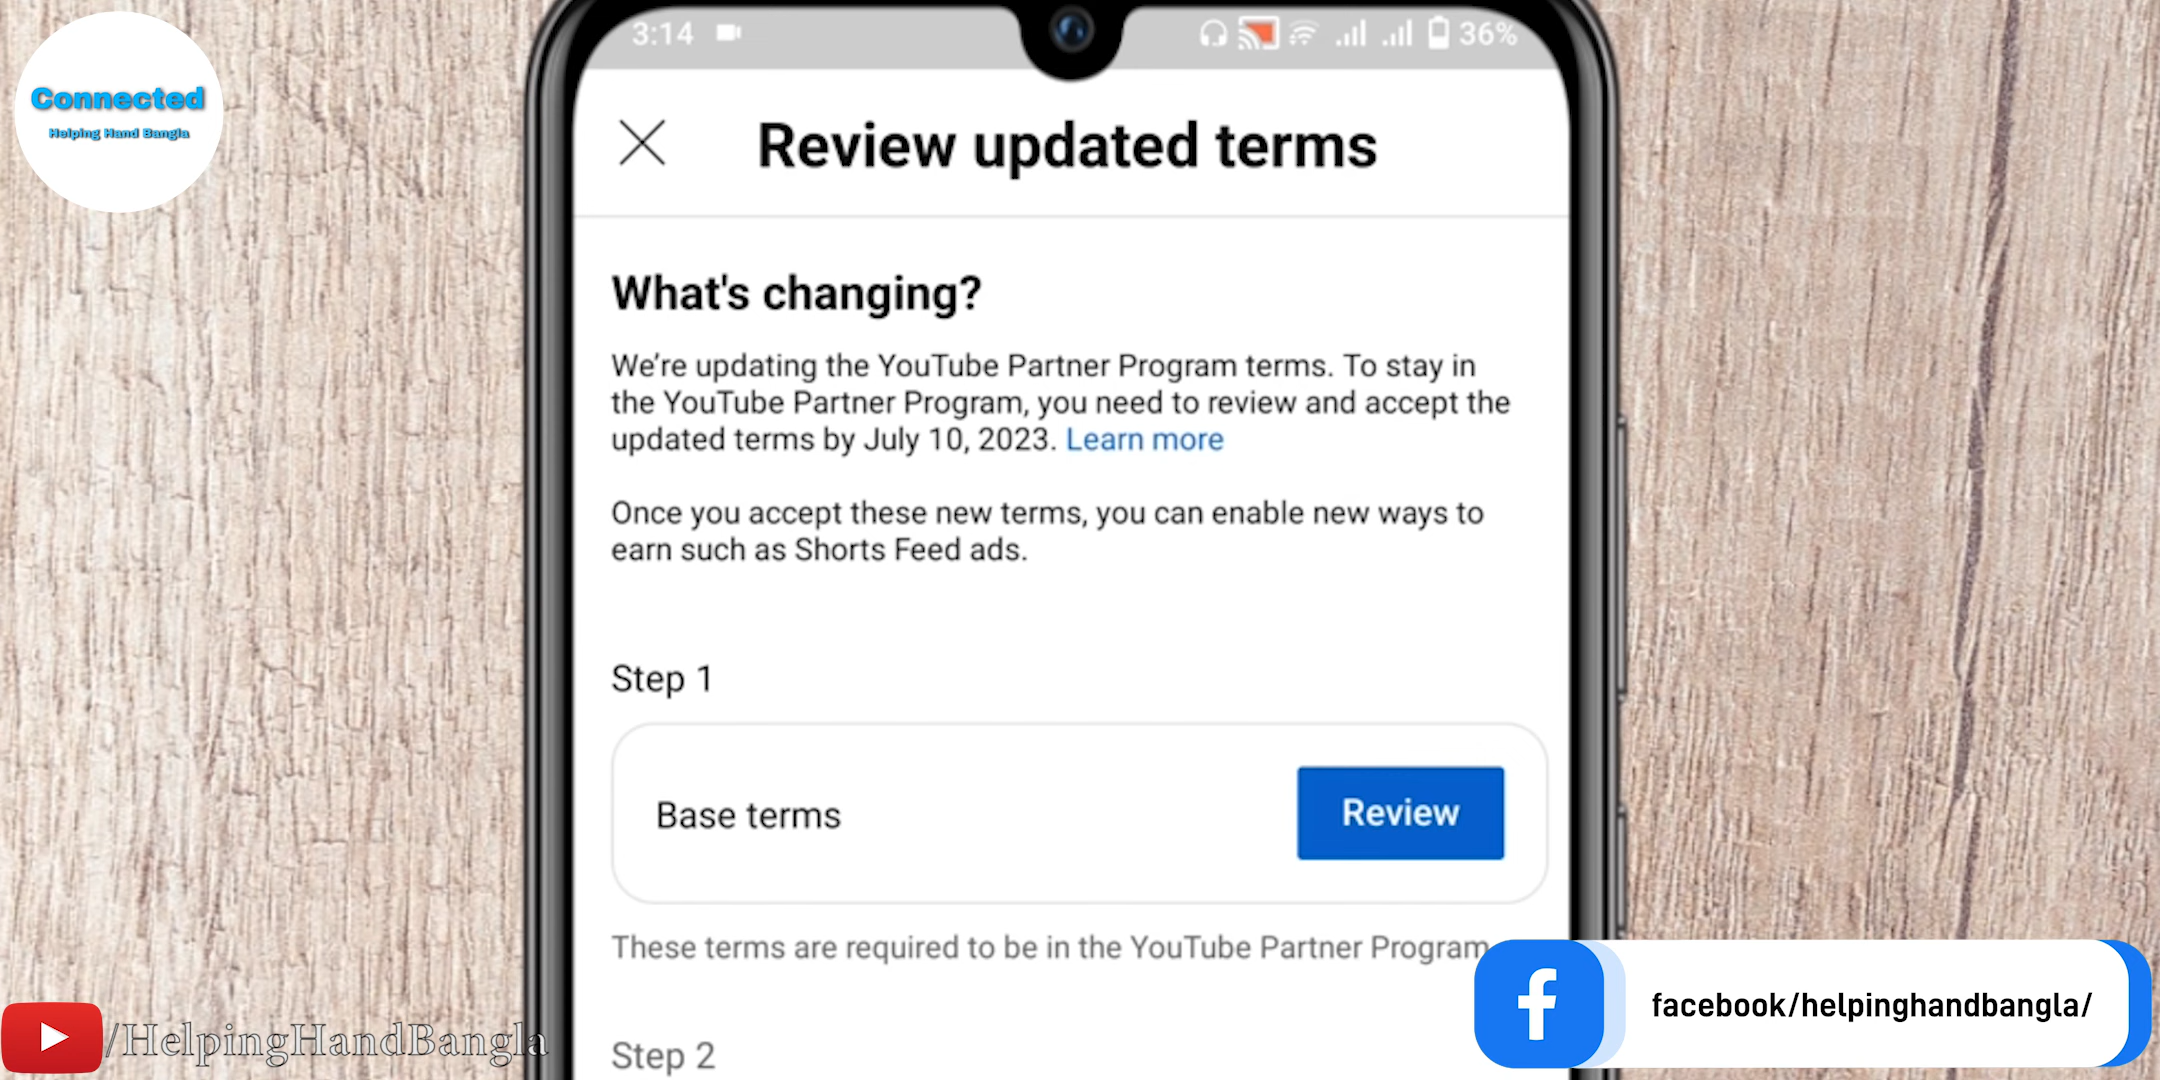 Connected
Helping Hand Bangla
3:14
36%
Review updated terms
What's changing?
We’re updating the YouTube Partner Program terms. To stay in
the YouTube Partner Program, you need to review and accept the
updated terms by July 10, 2023. Learn more
Once you accept these new terms, you can enable new ways to
earn such as Shorts Feed ads.
Step 1
Base terms
Review
These terms are required to be in the YouTube Partner Program
Step 2
/HelpingHandBangla
facebook/helpinghandbangla/